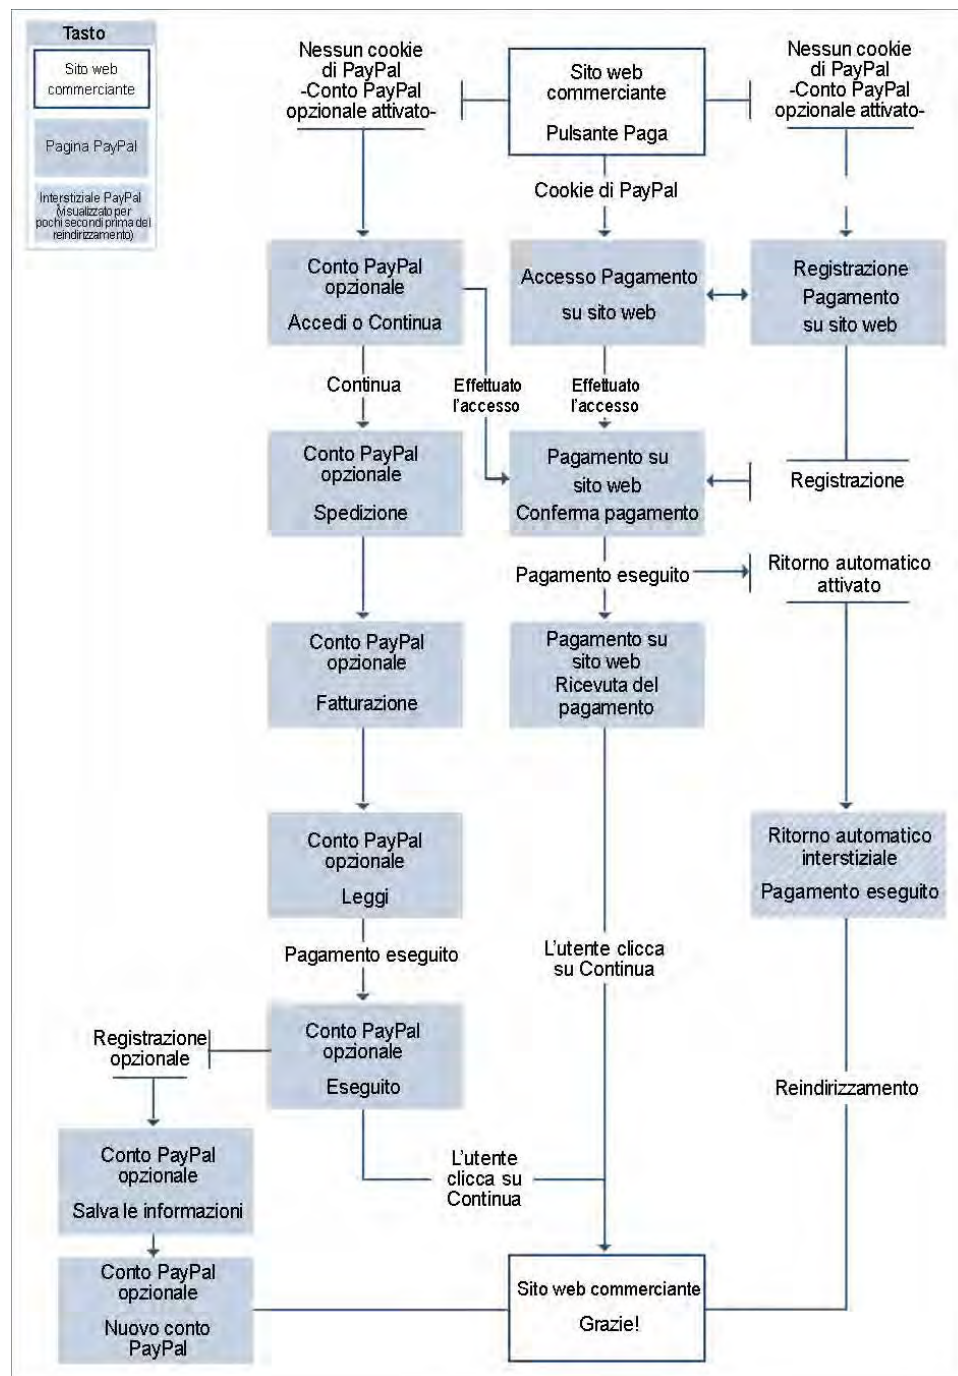 Tasto
Sito web
commerciante
Pagina PayPal
Interstiziale PayPal
(visualizzato per
pochi secondi prima del
reindirizzamento)
Nessun cookie
di PayPal
-Conto PayPal
opzionale attivato-
Sito web
commerciante
Pulsante Paga
Nessun cookie
di PayPal
-Conto PayPal
opzionale attivato-
Cookie di PayPal
Conto PayPal
opzionale
Accedi o Continua
Accesso Pagamento
su sito web
Registrazione
Pagamento
su sito web
Continua
Effettuato
l'accesso
Effettuato
l'accesso
Conto PayPal
opzionale
Spedizione
Pagamento su
sito web
Conferma pagamento
Registrazione
Pagamento eseguito
Ritorno automatico
attivato
Conto PayPal
opzionale
Fatturazione
Pagamento su
sito web
Ricevuta del
pagamento
Conto PayPal
opzionale
Leggi
Ritorno automatico
interstiziale
Pagamento eseguito
Pagamento eseguito
L'utente clicca
su Continua
Registrazione
opzionale
Conto PayPal
opzionale
Eseguito
Reindirizzamento
Conto PayPal
opzionale
Salva le informazioni
L'utente
clicca su
Continua
Conto PayPal
opzionale
Nuovo conto
PayPal
Sito web commerciante
Grazie!